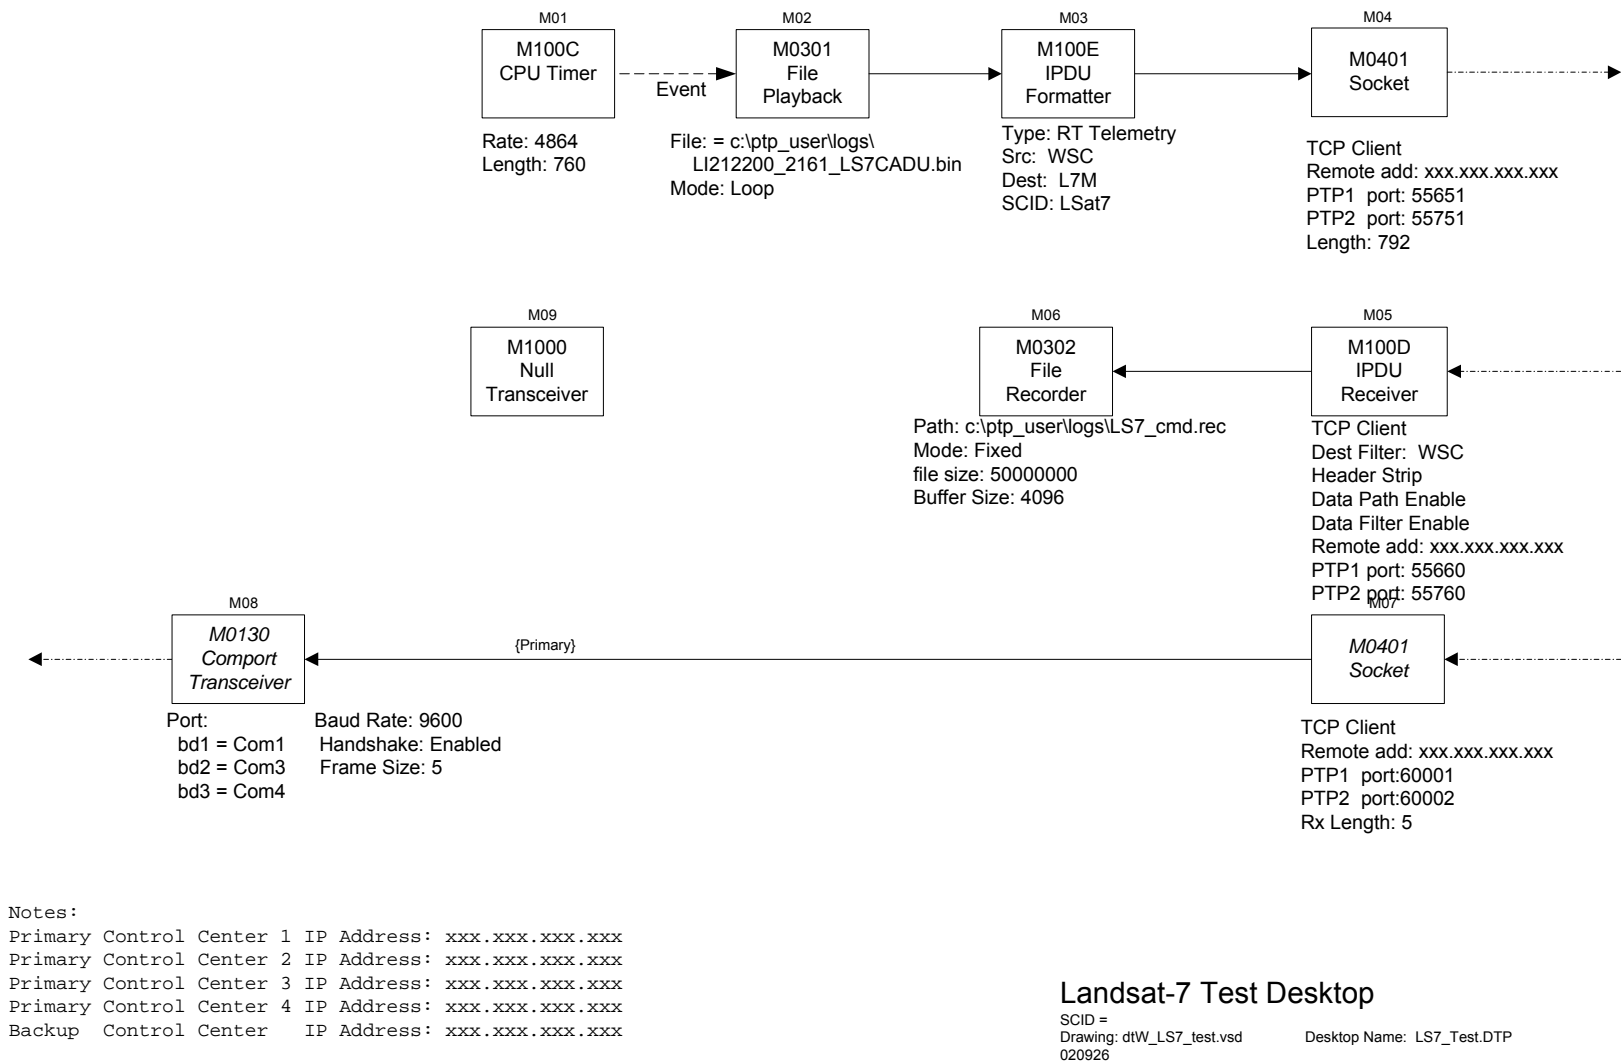 M01
M100C
CPU Timer
Rate: 4864
Length: 760
Event
M02
M0301
File
Playback
File: = c:\ptp_user\logs\
LI212200_2161_LS7CADU.bin
Mode: Loop
M03
M100E
IPDU
Formatter
Type: RT Telemetry
Src:  WSC
Dest:  L7M
SCID: LSat7
M04
M0401
Socket
TCP Client
Remote add: xxx.xxx.xxx.xxx
PTP1  port: 55651
PTP2  port: 55751
Length: 792
M09
M1000
Null
Transceiver
M06
M0302
File
Recorder
Path: c:\ptp_user\logs\LS7_cmd.rec
Mode: Fixed
file size: 50000000
Buffer Size: 4096
M05
M100D
IPDU
Receiver
TCP Client
Dest Filter:  WSC
Header Strip
Data Path Enable
Data Filter Enable
Remote add: xxx.xxx.xxx.xxx
PTP1 port: 55660
PTP2 port: 55760
M08
M0130
Comport
Transceiver
Port:
bd1 = Com1
bd2 = Com3
bd3 = Com4
Baud Rate: 9600
Handshake: Enabled
Frame Size: 5
{Primary}
M07
M0401
Socket
TCP Client
Remote add: xxx.xxx.xxx.xxx
PTP1  port:60001
PTP2  port:60002
Rx Length: 5
Notes:
Primary Control Center 1 IP Address: xxx.xxx.xxx.xxx
Primary Control Center 2 IP Address: xxx.xxx.xxx.xxx
Primary Control Center 3 IP Address: xxx.xxx.xxx.xxx
Primary Control Center 4 IP Address: xxx.xxx.xxx.xxx
Backup  Control Center   IP Address: xxx.xxx.xxx.xxx
Landsat-7 Test Desktop
SCID =
Drawing: dtW_LS7_test.vsd Desktop Name:  LS7_Test.DTP
020926